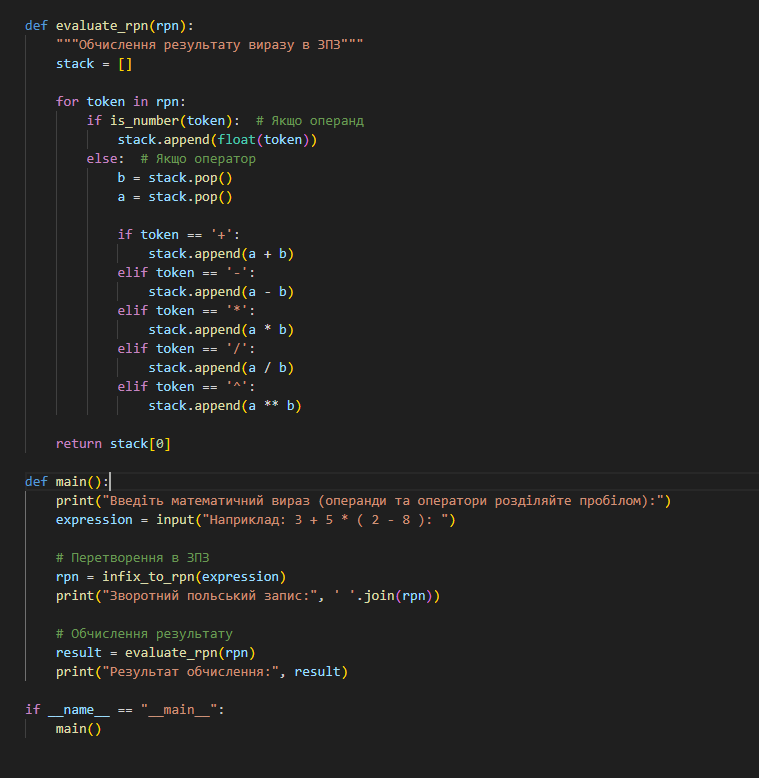 def evaluate_rpn(rpn):
    """Обчислення результату виразу в ЗПЗ"""
    stack = []

    for token in rpn:
        if is_number(token):  # Якщо операнд
            stack.append(float(token))
        else:  # Якщо оператор
            b = stack.pop()
            a = stack.pop()

            if token == '+':
                stack.append(a + b)
            elif token == '-':
                stack.append(a - b)
            elif token == '*':
                stack.append(a * b)
            elif token == '/':
                stack.append(a / b)
            elif token == '^':
                stack.append(a ** b)

    return stack[0]

def main():
    print("Введіть математичний вираз (операнди та оператори розділяйте пробілом):")
    expression = input("Наприклад: 3 + 5 * ( 2 - 8 ): ")

    # Перетворення в ЗПЗ
    rpn = infix_to_rpn(expression)
    print("Зворотний польський запис:", ' '.join(rpn))

    # Обчислення результату
    result = evaluate_rpn(rpn)
    print("Результат обчислення:", result)

if __name__ == "__main__":
    main()